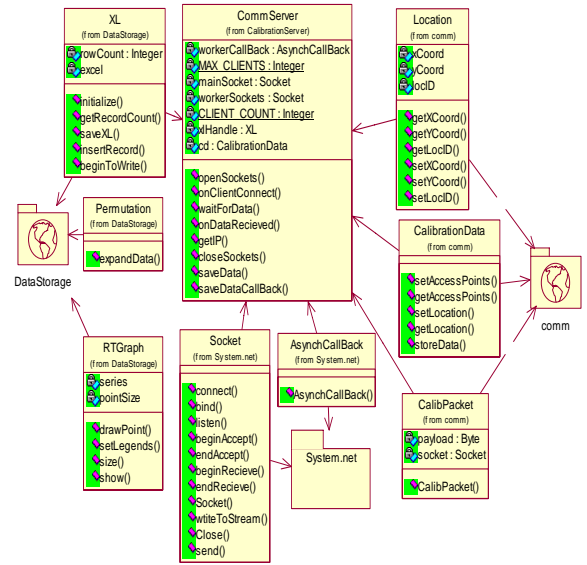 XL
(from DataStorage)
rowCount : Integer
excel
initialize()
getRecordCount()
saveXL()
insertRecord()
beginToWrite()
CommServer
(from CalibrationServer)
workerCallBack : AsynchCallBack
MAX_CLIENTS : Integer
mainSocket : Socket
workerSockets : Socket
CLIENT_COUNT : Integer
xlHandle : XL
cd : CalibrationData
openSockets()
onClientConnect()
waitForData()
onDataRecieved()
getIP()
closeSockets()
saveData()
saveDataCallBack()
Location
(from comm)
xCoord
yCoord
locID
getXCoord()
getYCoord()
getLocID()
setXCoord()
setYCoord()
setLocID()
Permutation
(from DataStorage)
expandData()
DataStorage
CalibrationData
(from comm)
setAccessPoints()
getAccessPoints()
setLocation()
getLocation()
storeData()
comm
RTGraph
(from DataStorage)
series
pointSize
drawPoint()
setLegends()
size()
show()
Socket
(from System.net)
connect()
bind()
listen()
beginAccept()
endAccept()
beginRecieve()
endRecieve()
Socket()
wtiteToStream()
Close()
send()
AsynchCallBack
(from System.net)
AsynchCallBack()
System.net
CalibPacket
(from comm)
payload : Byte
socket : Socket
CalibPacket()